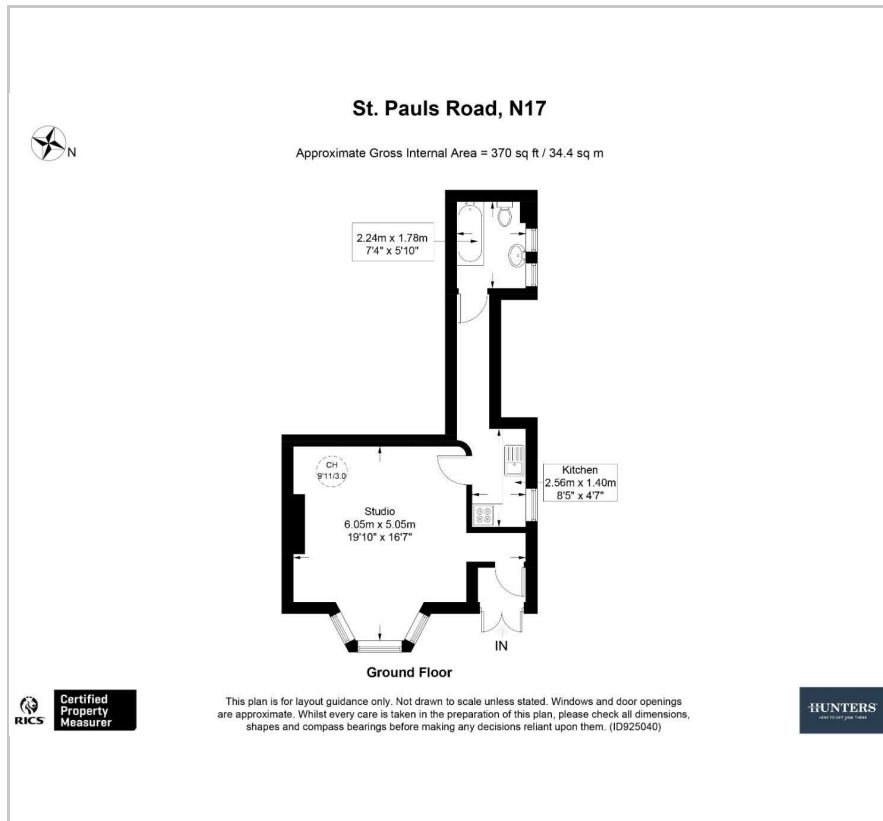 St. Pauls Road, N17
N
Approximate Gross Internal Area = 370 sq ft / 34.4 sq m
2.24m x 1.78m
7'4" x 5'10"
CH
9'11/3.0
Studio
6.05m x 5.05m
19'10" x 16'7"
Kitchen
2.56m x 1.40m
8'5" x 4'7"
IN
Ground Floor
RICS
Certified
Property
Measurer
This plan is for layout guidance only. Not drawn to scale unless stated. Windows and door openings
are approximate. Whilst every care is taken in the preparation of this plan, please check all dimensions,
shapes and compass bearings before making any decisions reliant upon them. (ID925040)
HUNTERS
HERE TO GET you THERE